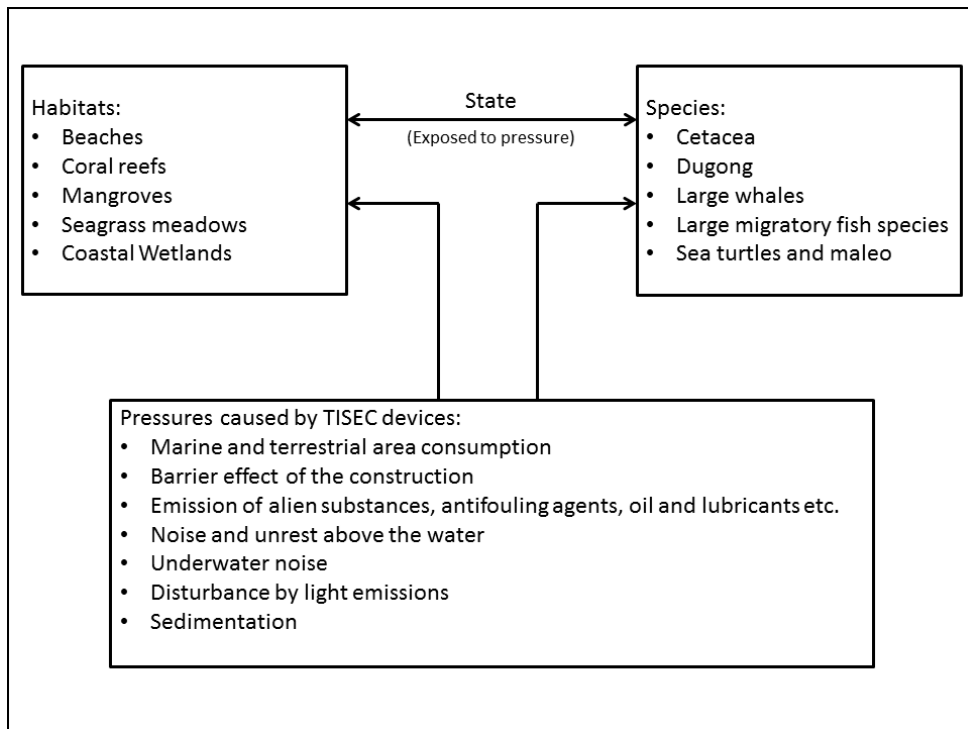 Habitats:
• Beaches
• Coral reefs
• Mangroves
• Seagrass meadows
• Coastal Wetlands
State
(Exposed to pressure)
Species:
• Cetacea
• Dugong
• Large whales
• Large migratory fish species
• Sea turtles and maleo
Pressures caused by TISEC devices:
• Marine and terrestrial area consumption
• Barrier effect of the construction
• Emission of alien substances, antifouling agents, oil and lubricants etc.
• Noise and unrest above the water
• Underwater noise
• Disturbance by light emissions
• Sedimentation